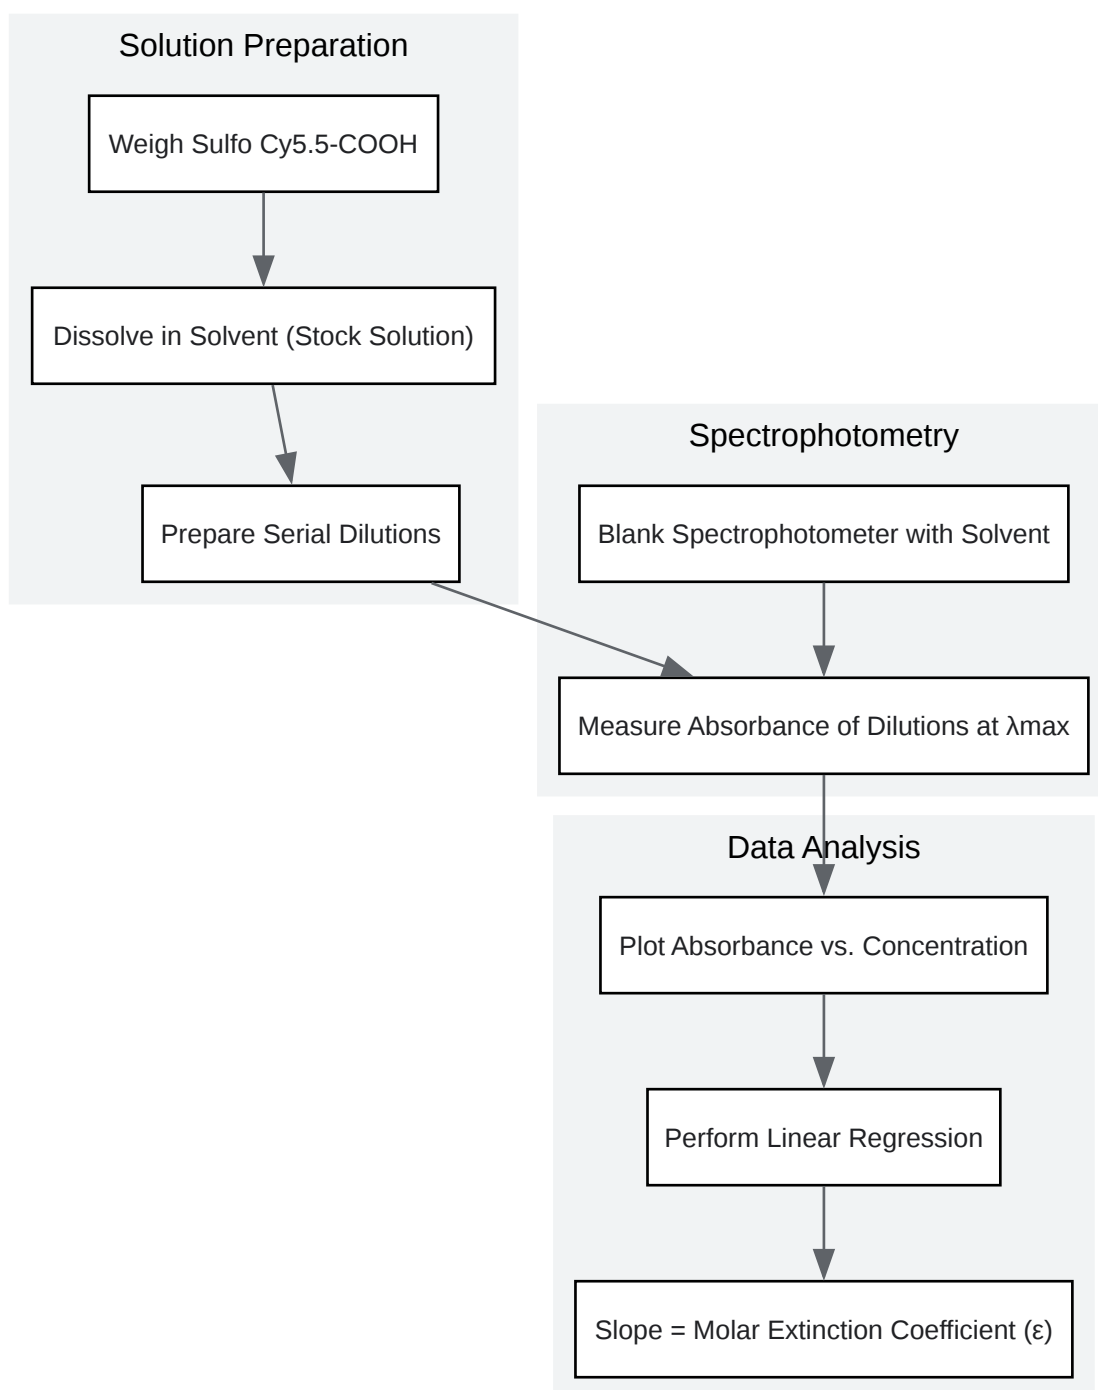 Solution Preparation
Weigh Sulfo Cy5.5-COOH
Dissolve in Solvent (Stock Solution)
Prepare Serial Dilutions
Spectrophotometry
Blank Spectrophotometer with Solvent
Measure Absorbance of Dilutions at λmax
Data Analysis
Plot Absorbance vs. Concentration
Perform Linear Regression
Slope = Molar Extinction Coefficient (ε)